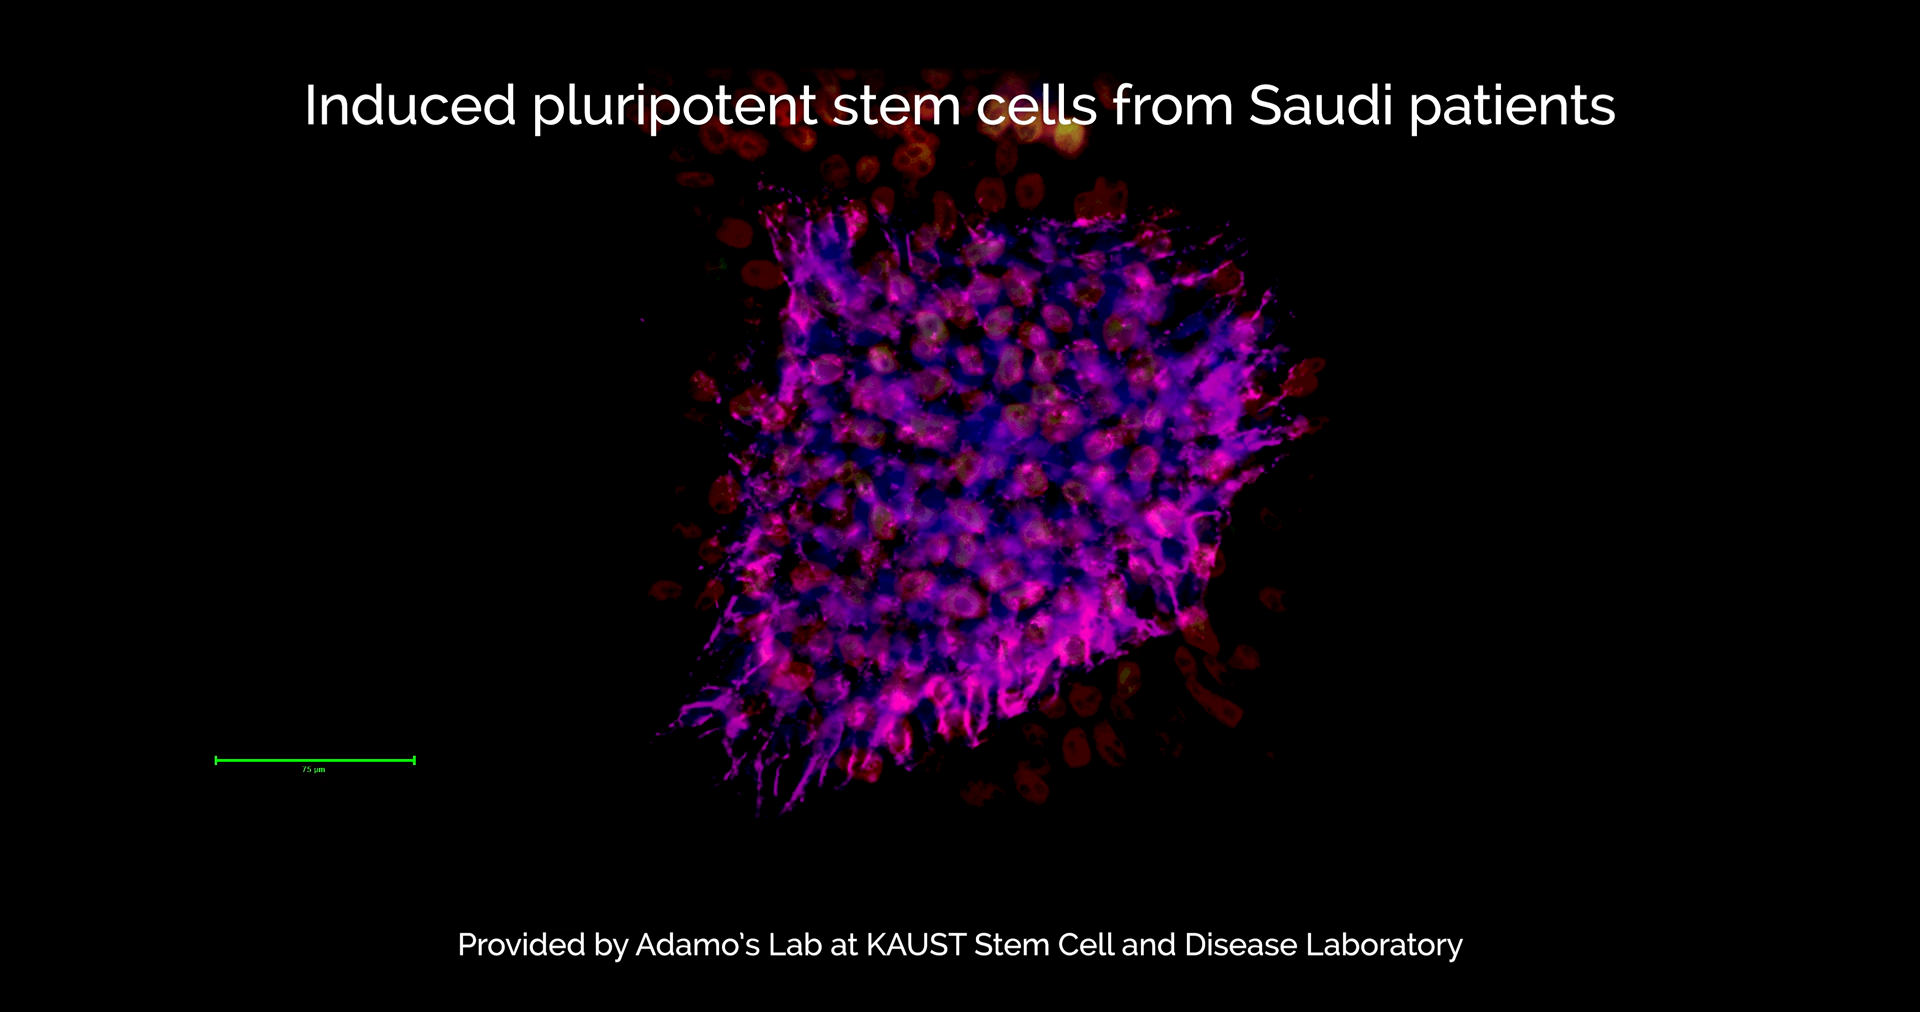 Induced pluripotent stem cells from Saudi patients
75 µm
Provided by Adamo’s Lab at KAUST Stem Cell and Disease Laboratory